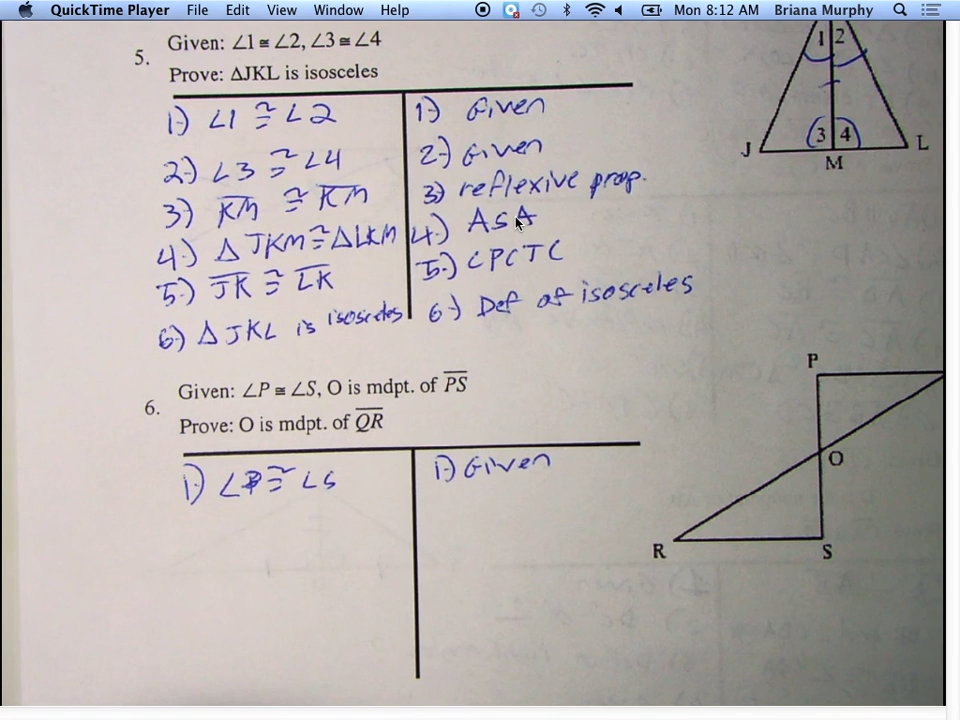 QuickTime Player File Edit View Window Help Mon 8:12 AM Briana Murphy
5. Given: ∠1 ≅ ∠2, ∠3 ≅ ∠4
Prove: ΔJKL is isosceles
1.) ∠1 ≅ ∠2 1.) Given
2.) ∠3 ≅ ∠4 2.) Given
3.) KM ≅ KM 3.) reflexive prop.
4.) Δ JKM ≅ Δ LKM 4.) ASA
5.) JK ≅ LK 5.) CPCTC
6.) Δ JKL is isosceles 6.) Def of isosceles
1 2
3 4
J M L
6. Given: ∠P ≅ ∠S, O is mdpt. of PS
Prove: O is mdpt. of QR
1.) ∠P ≅ ∠S 1.) Given
P
O
R S